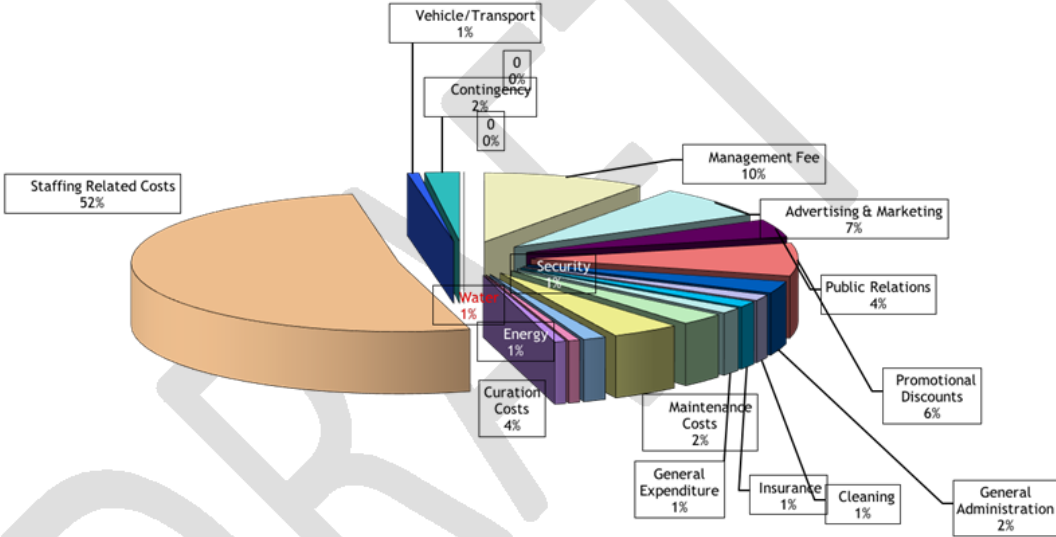 Vehicle/Transport
1%
0
0%
Contingency
2%
0
0%
Management Fee
10%
Staffing Related Costs
52%
Advertising & Marketing
7%
Security
1%
Public Relations
4%
Water
1%
Energy
1%
Promotional
Discounts
6%
Curation
Costs
4%
Maintenance
Costs
2%
General
Expenditure
1%
Insurance
1%
Cleaning
1%
General
Administration
2%
DRAFT